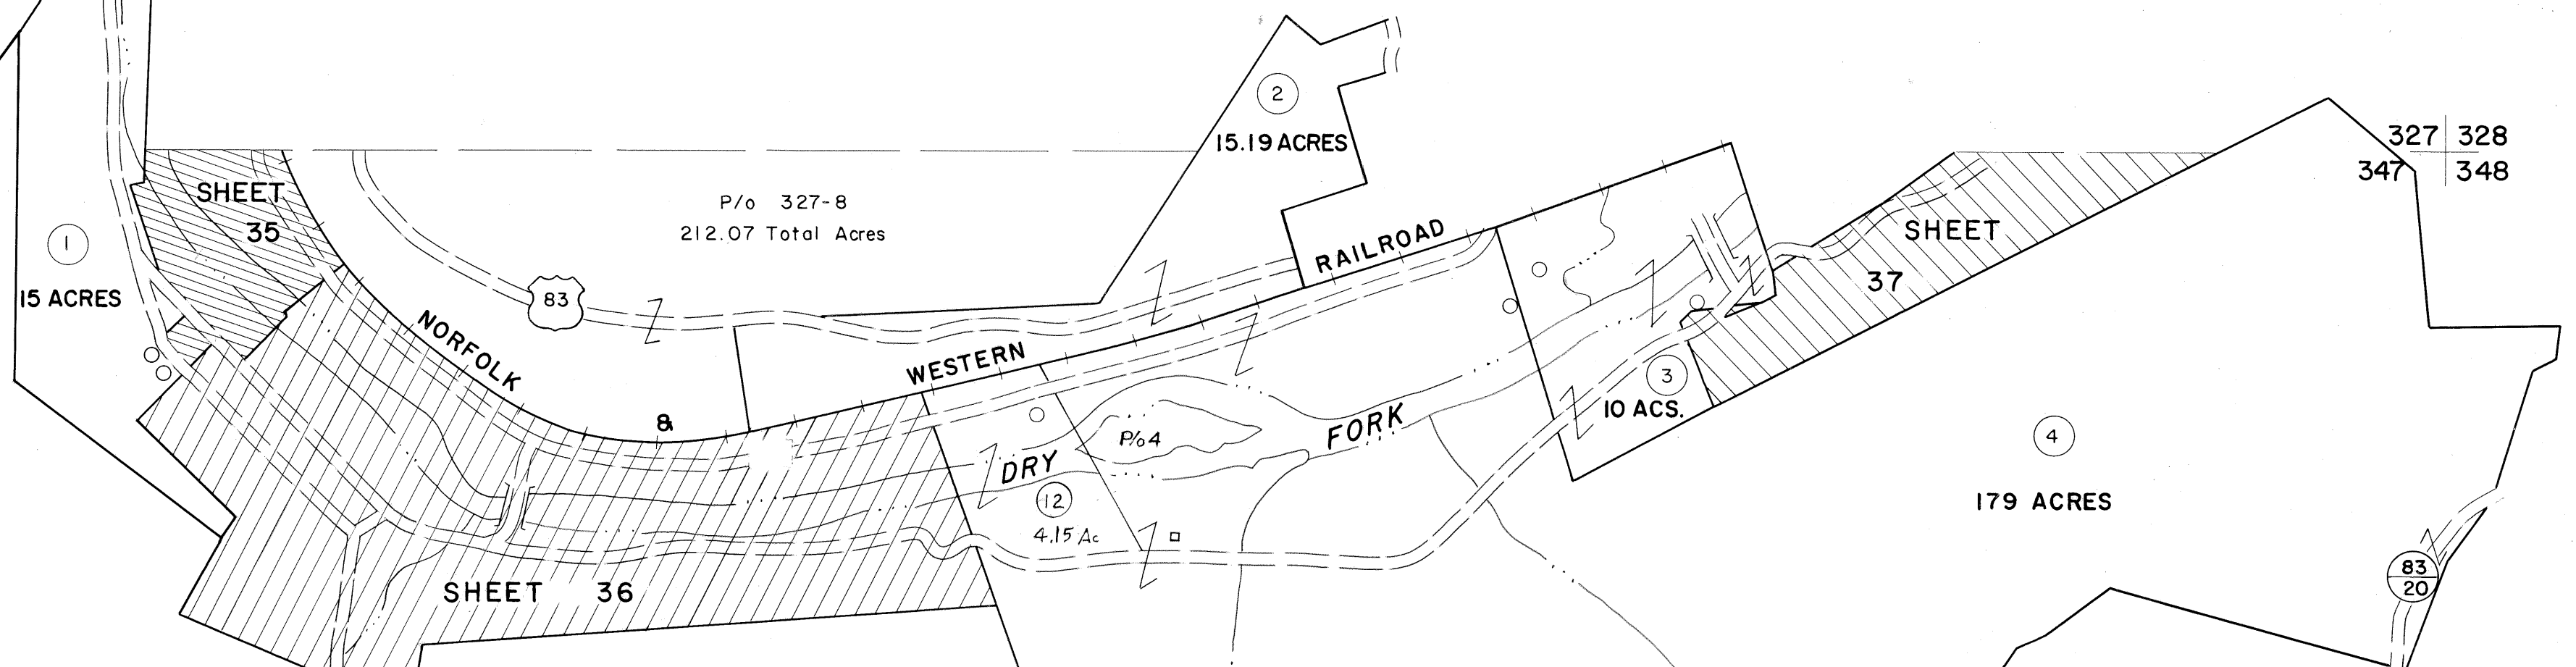 2
15.19 ACRES
327 328
347 348
SHEET
35
P/o 327-8
212.07 Total Acres
1
15 ACRES
83
RAILROAD
SHEET
37
NORFOLK
&
WESTERN
3
10 ACS.
P/o 4
DRY
FORK
12
4.15 Ac
4
179 ACRES
SHEET 36
83
20